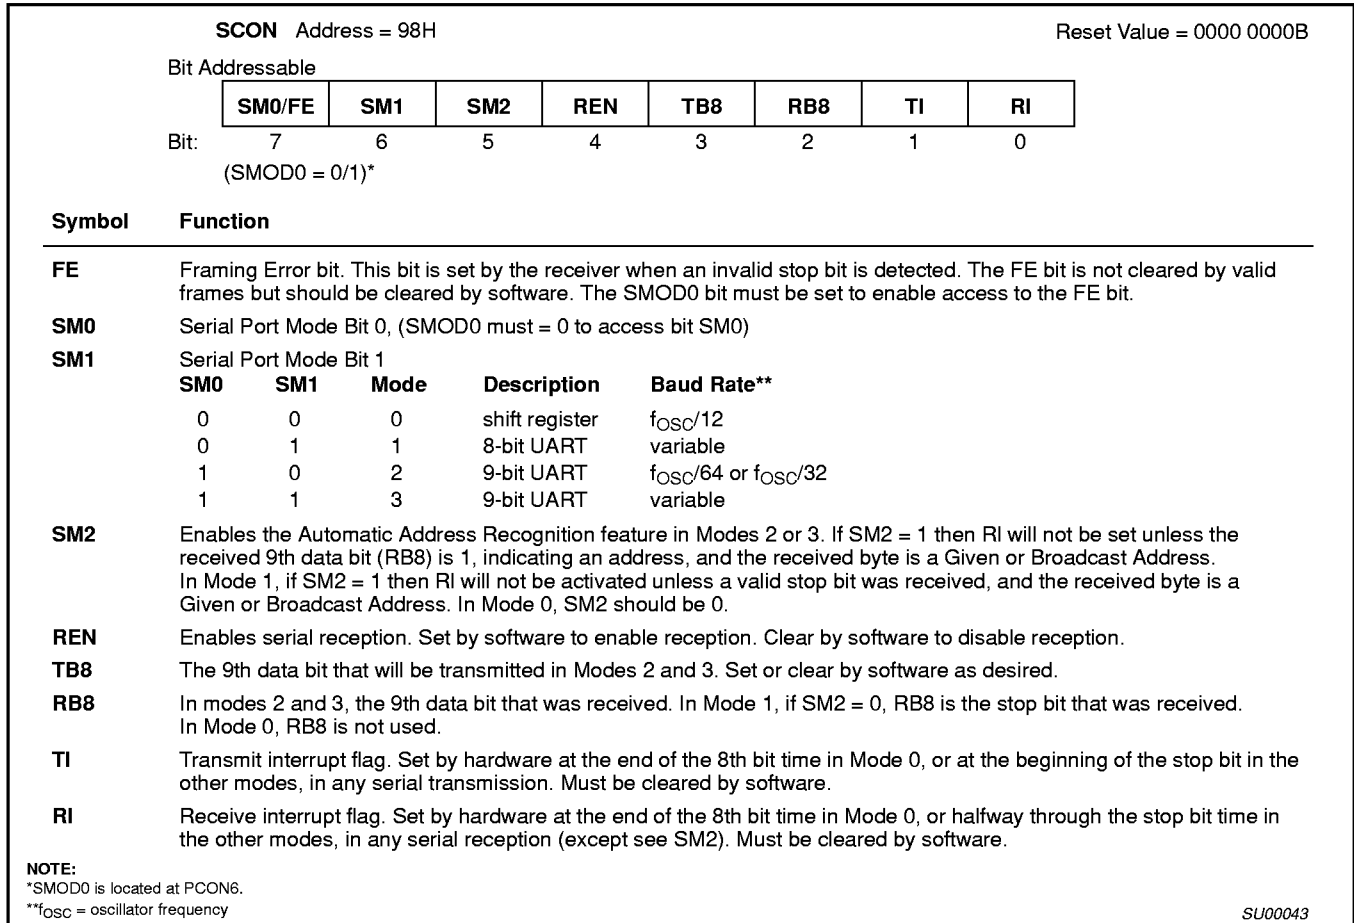 SCON Address = 98H Reset Value = 0000 0000B
Bit Addressable
SM0/FE SM1 SM2 REN TB8 RB8 TI RI
Bit: 7 6 5 4 3 2 1 0
(SMOD0 = 0/1)*
Symbol Function
FE Framing Error bit. This bit is set by the receiver when an invalid stop bit is detected. The FE bit is not cleared by valid
frames but should be cleared by software. The SMOD0 bit must be set to enable access to the FE bit.
SM0 Serial Port Mode Bit 0, (SMOD0 must = 0 to access bit SM0)
SM1 Serial Port Mode Bit 1
SM0 SM1 Mode Description Baud Rate**
0 0 0 shift register fOSC/12
0 1 1 8-bit UART variable
1 0 2 9-bit UART fOSC/64 or fOSC/32
1 1 3 9-bit UART variable
SM2 Enables the Automatic Address Recognition feature in Modes 2 or 3. If SM2 = 1 then RI will not be set unless the
received 9th data bit (RB8) is 1, indicating an address, and the received byte is a Given or Broadcast Address.
In Mode 1, if SM2 = 1 then RI will not be activated unless a valid stop bit was received, and the received byte is a
Given or Broadcast Address. In Mode 0, SM2 should be 0.
REN Enables serial reception. Set by software to enable reception. Clear by software to disable reception.
TB8 The 9th data bit that will be transmitted in Modes 2 and 3. Set or clear by software as desired.
RB8 In modes 2 and 3, the 9th data bit that was received. In Mode 1, if SM2 = 0, RB8 is the stop bit that was received.
In Mode 0, RB8 is not used.
TI Transmit interrupt flag. Set by hardware at the end of the 8th bit time in Mode 0, or at the beginning of the stop bit in the
other modes, in any serial transmission. Must be cleared by software.
RI Receive interrupt flag. Set by hardware at the end of the 8th bit time in Mode 0, or halfway through the stop bit time in
the other modes, in any serial reception (except see SM2). Must be cleared by software.
NOTE:
*SMOD0 is located at PCON6.
**fOSC = oscillator frequency
SU00043